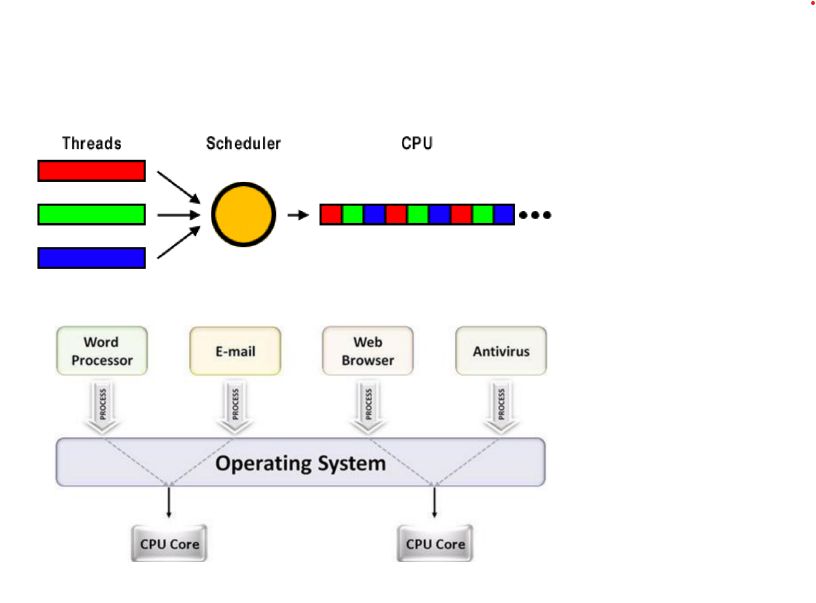 Threads
Scheduler
CPU
Word
Processor
E-mail
Web
Browser
Antivirus
PROCESS
PROCESS
PROCESS
PROCESS
Operating System
CPU Core
CPU Core